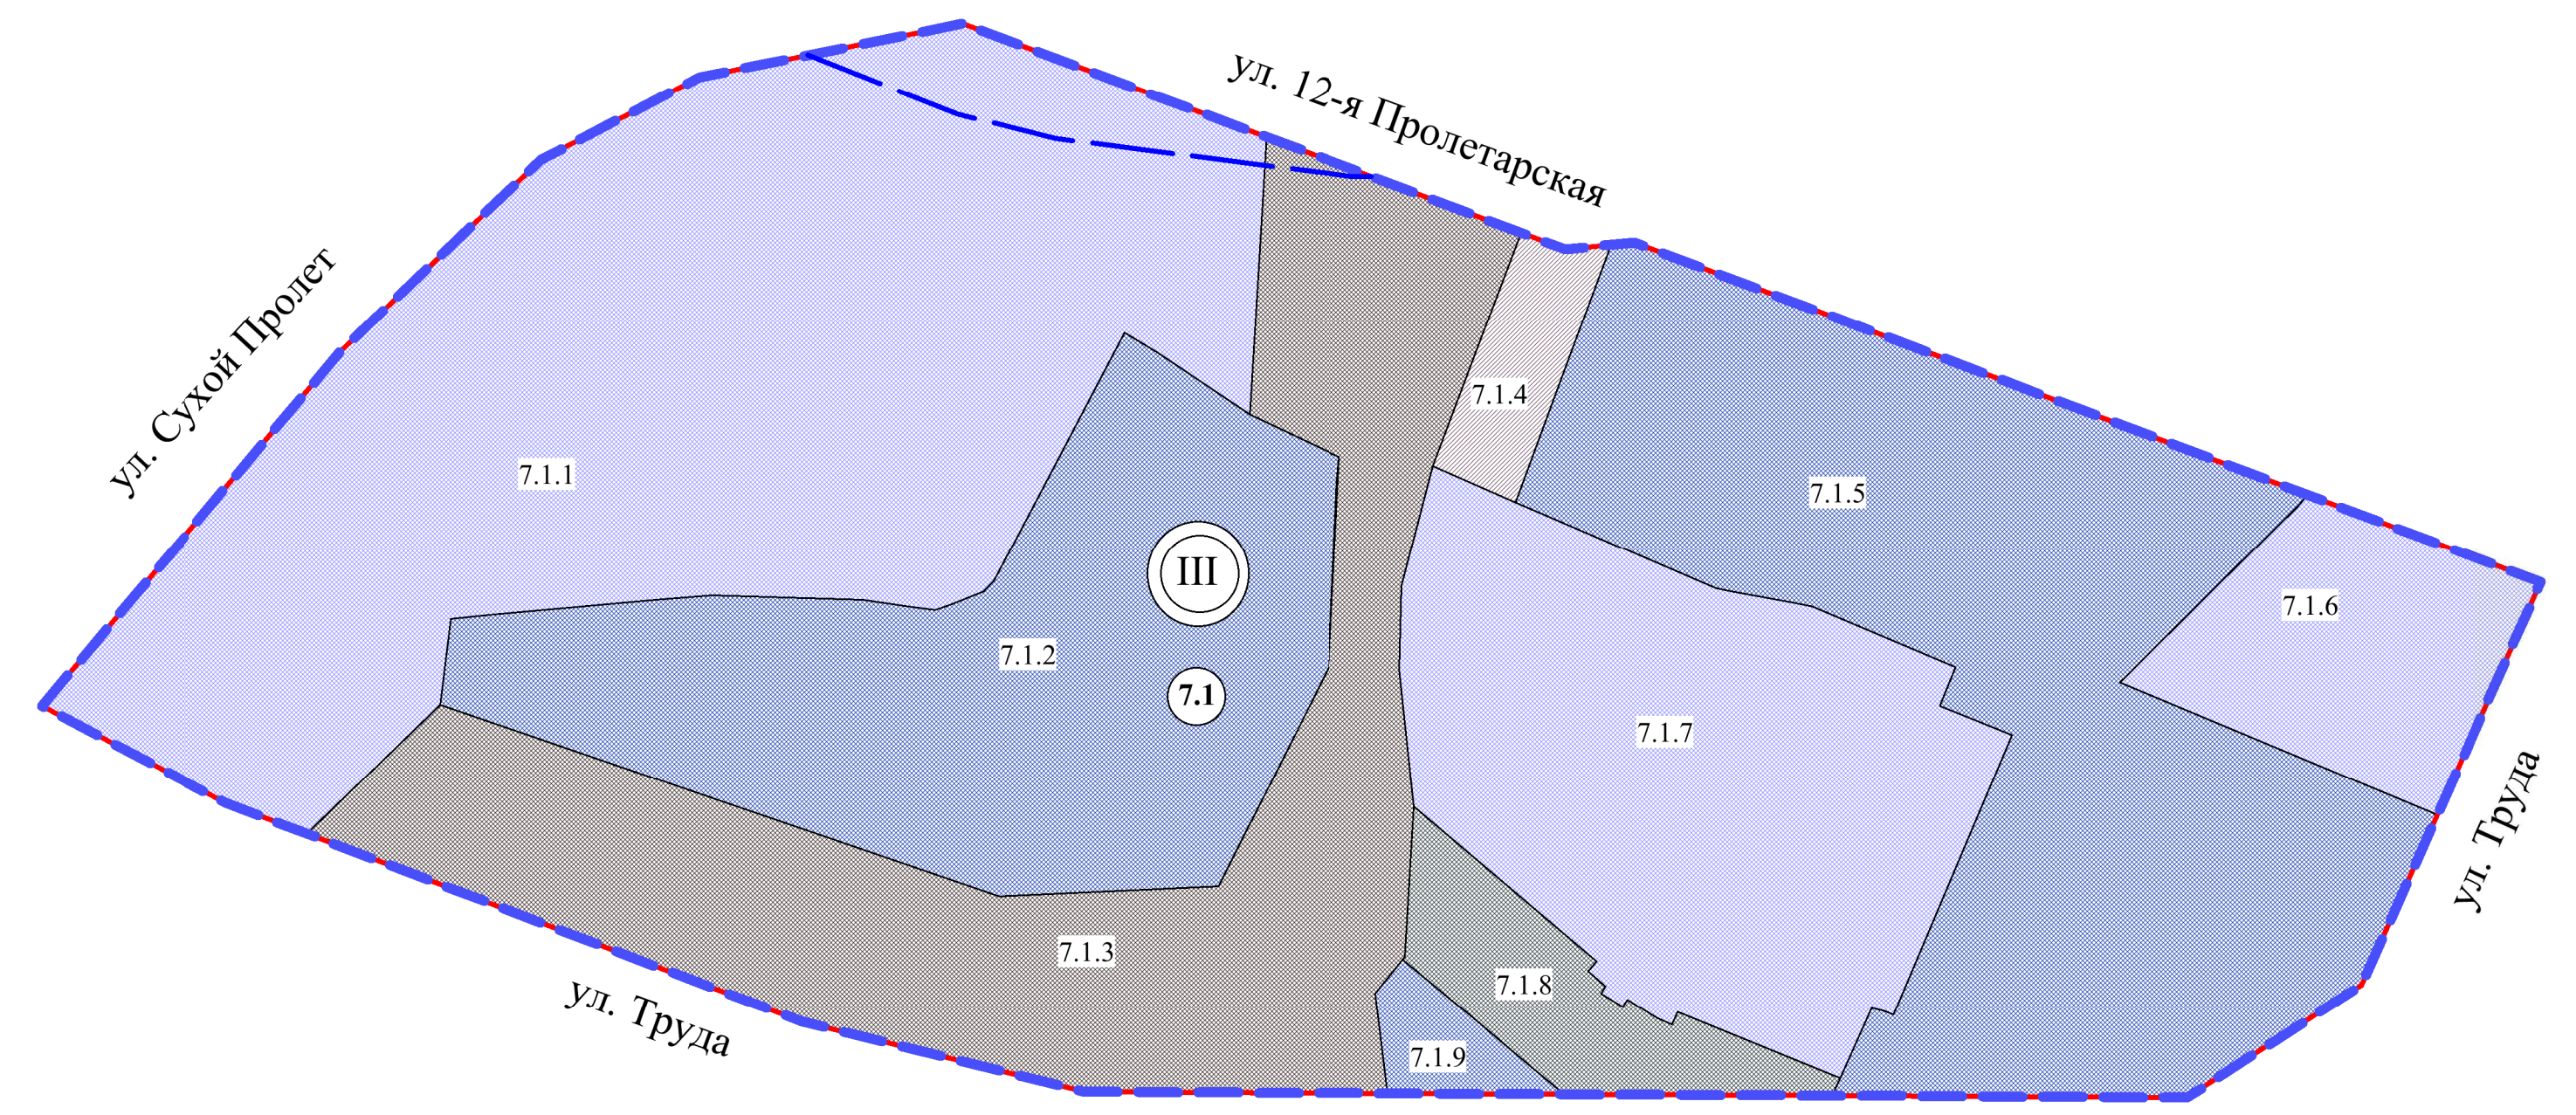 ул. 12-я Пролетарская
ул. Сухой Пролет
7.1.4
7.1.1
7.1.5
III
7.1.6
7.1.2
7.1
7.1.7
ул. Труда
7.1.3
7.1.8
ул. Труда
7.1.9